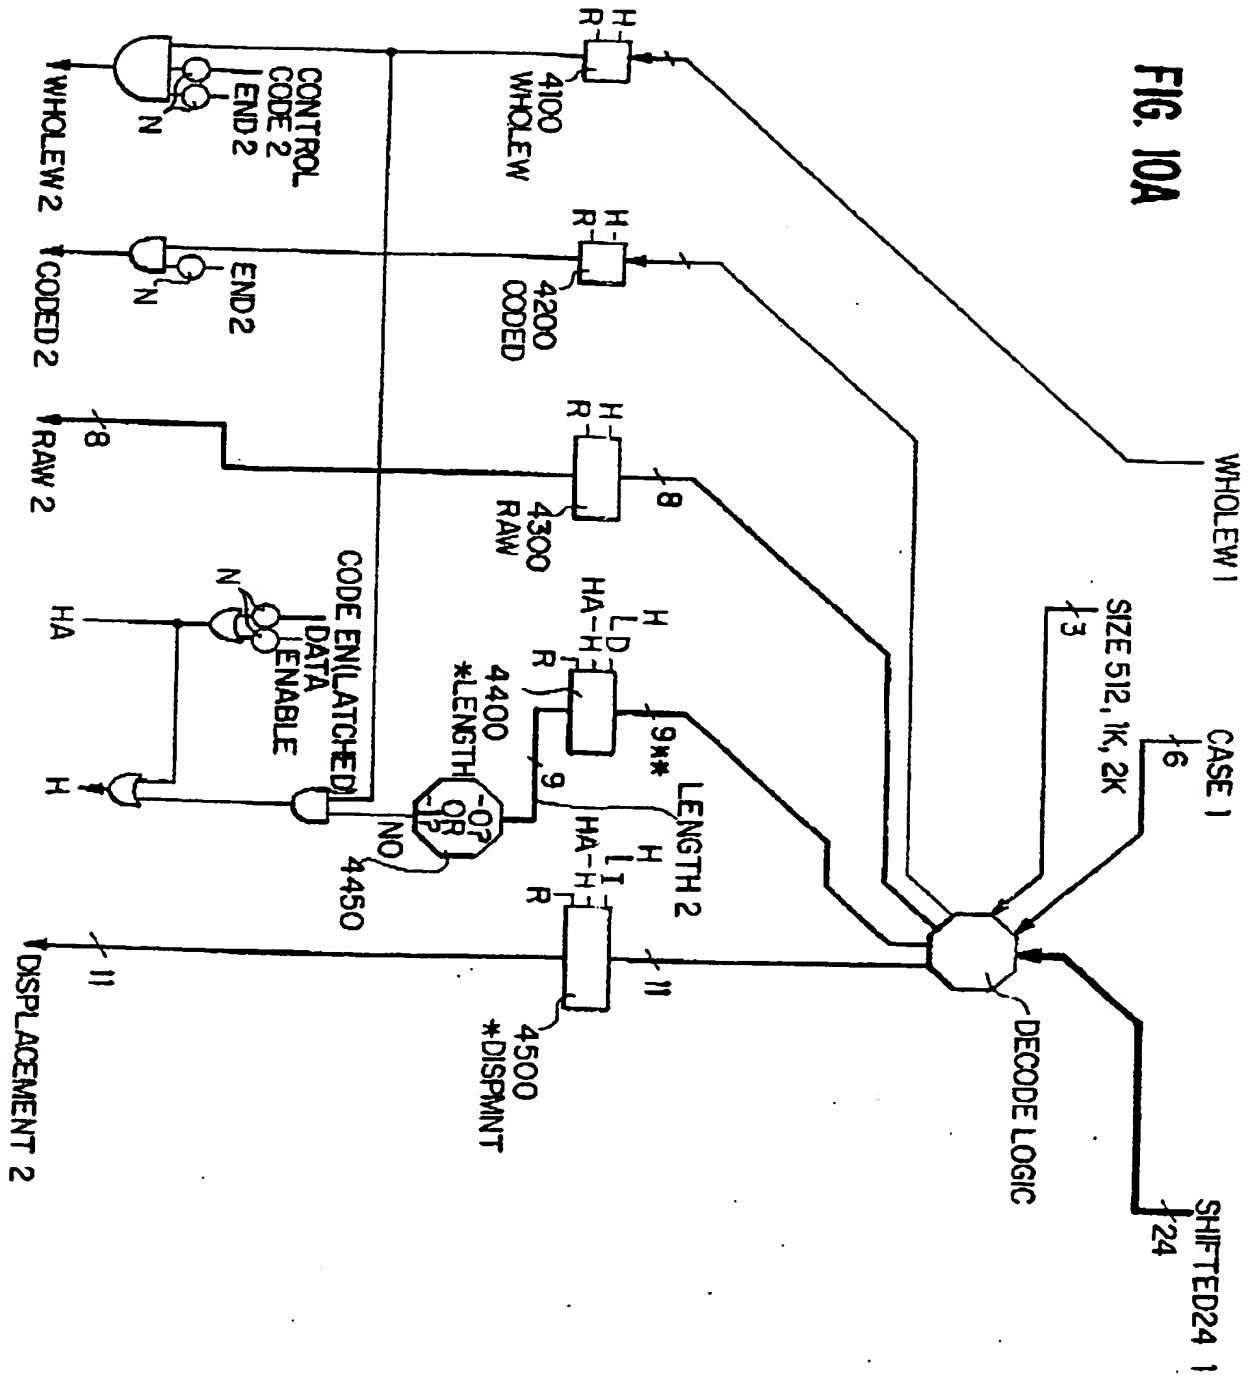 FIG. 10A
WHOLEW 1
SIZE 512, 1K, 2K
3
CASE 1
6
SHIFTED24 1
24
DECODE LOGIC
H
R
4100
WHOLEW
H-
R
4200
CODED
8
H
R
4300
RAW
9**
H
LD
HA-H
R
4400
*LENGTH
9
LENGTH 2
-0?
OR
-?
NO
4450
11
H
LI
HA-H
R
4500
*DISPMNT
CONTROL
CODE 2
END 2
N
WHOLEW 2
END 2
N
CODED 2
8
RAW 2
CODE EN(LATCHED)
DATA
ENABLE
N
HA
H
11
DISPLACEMENT 2